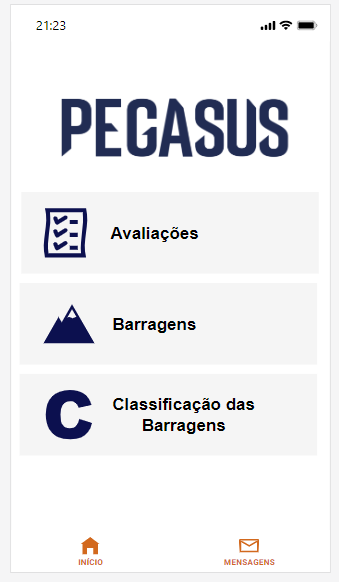 21:23
PEGASUS
Avaliações
Barragens
C
Classificação das
Barragens
INÍCIO
MENSAGENS